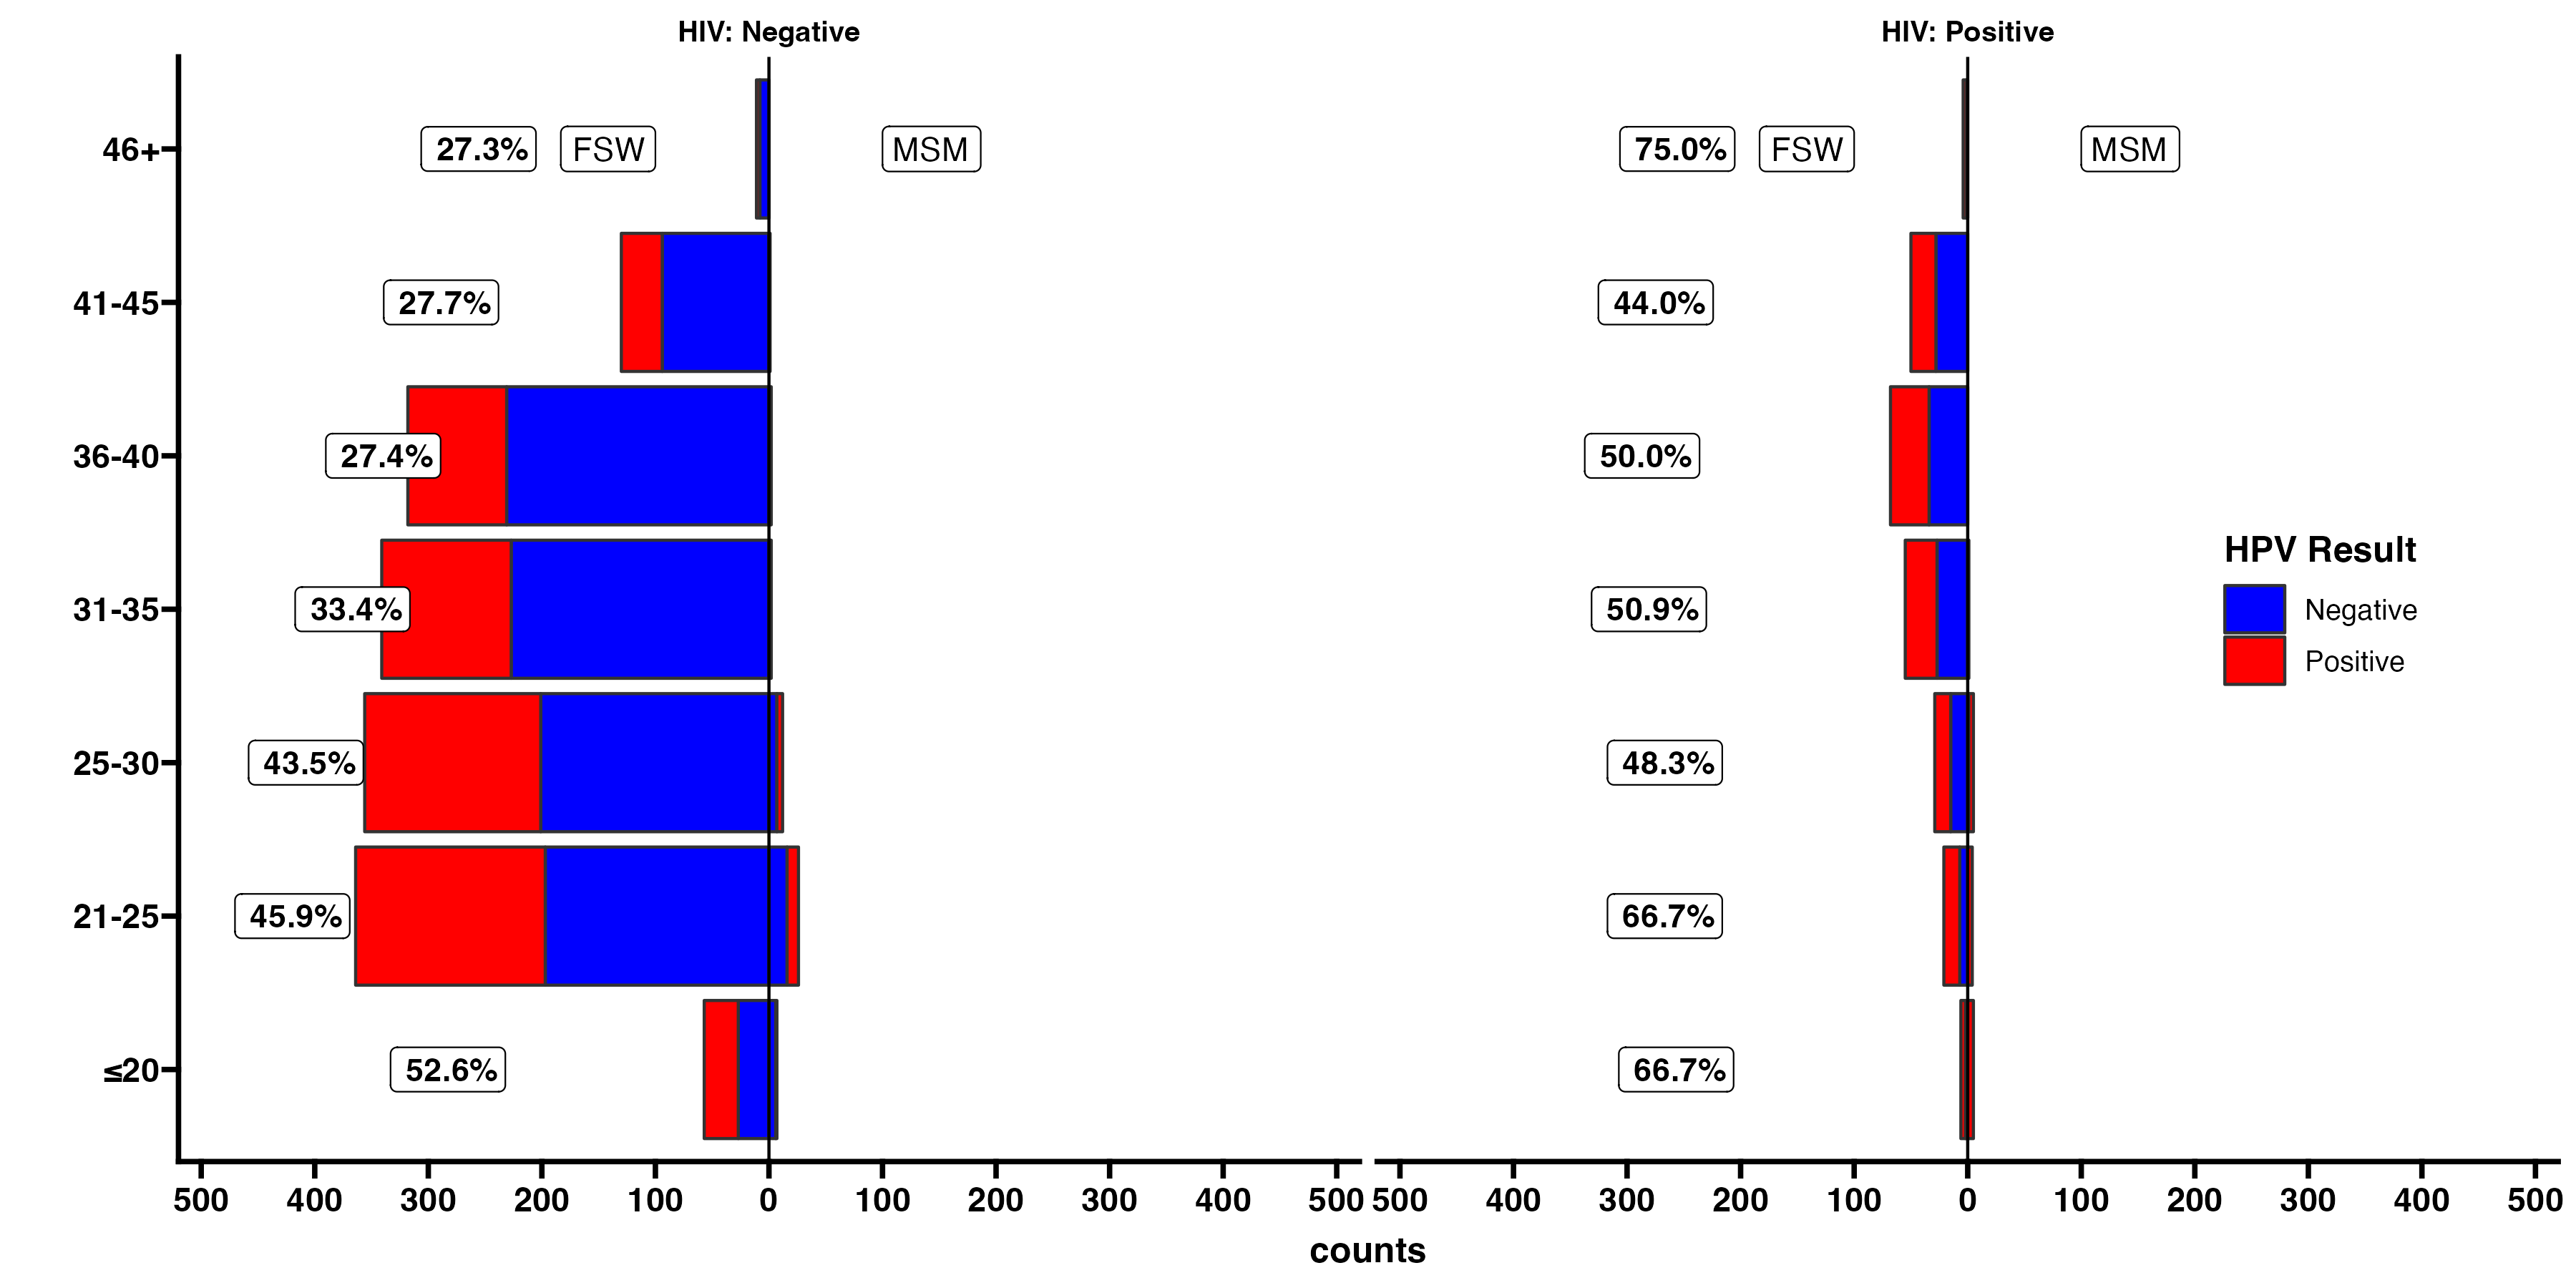 HIV: Negative
HIV: Positive
46+ 27.3% FSW MSM 75.0% FSW MSM
41-45 27.7% 44.0%
36-40 27.4% 50.0%
31-35 33.4% 50.9%
25-30 43.5% 48.3%
21-25 45.9% 66.7%
≤20 52.6% 66.7%
HPV Result
Negative
Positive
500 400 300 200 100 0 100 200 300 400 500
500 400 300 200 100 0 100 200 300 400 500
counts